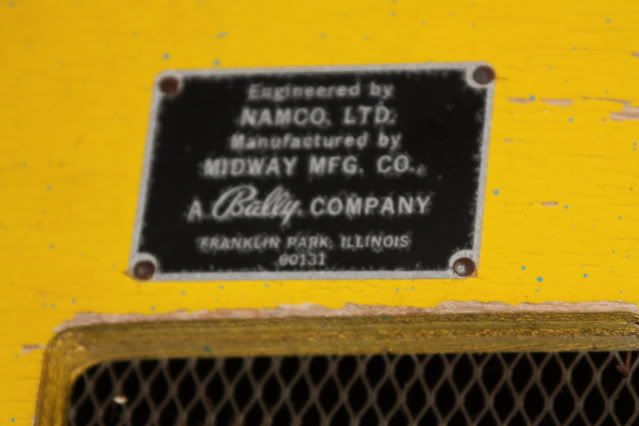 Engineered by
NAMCO, LTD.
Manufactured by
MIDWAY MFG. CO.
A Bally COMPANY
FRANKLIN PARK, ILLINOIS
60131